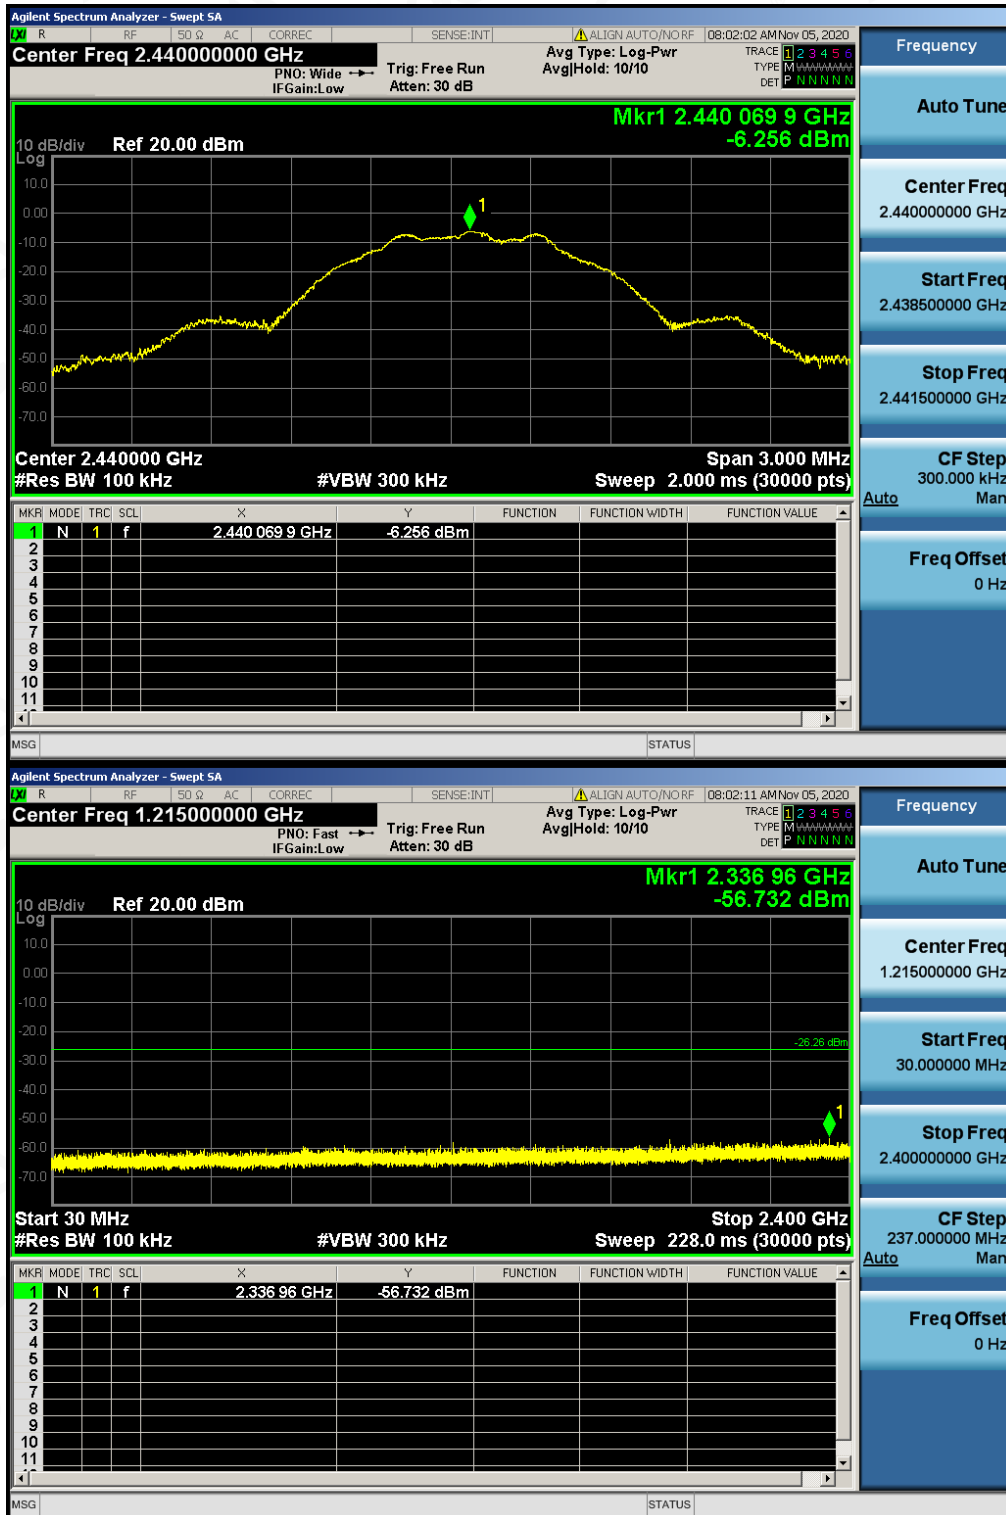 Agilent Spectrum Analyzer - Swept SA
LXI R RF 50 Ω AC CORREC SENSE:INT ALIGN AUTO/NO RF 08:02:02 AM Nov 05, 2020
Center Freq 2.440000000 GHz
PNO: Wide
IFGain:Low
Trig: Free Run
Atten: 30 dB
Avg Type: Log-Pwr
Avg|Hold: 10/10
TRACE 1 2 3 4 5 6
TYPE M WWWWW
DET P N N N N N
Mkr1 2.440 069 9 GHz
-6.256 dBm
10 dB/div Ref 20.00 dBm
Log
10.0
0.00
-10.0
-20.0
-30.0
-40.0
-50.0
-60.0
-70.0
1
Center 2.440000 GHz Span 3.000 MHz
#Res BW 100 kHz #VBW 300 kHz Sweep 2.000 ms (30000 pts)
MKR MODE TRC SCL X Y FUNCTION FUNCTION WIDTH FUNCTION VALUE
1 N 1 f 2.440 069 9 GHz -6.256 dBm
2
3
4
5
6
7
8
9
10
11
MSG STATUS
Frequency
Auto Tune
Center Freq
2.440000000 GHz
Start Freq
2.438500000 GHz
Stop Freq
2.441500000 GHz
CF Step
300.000 kHz
Auto Man
Freq Offset
0 Hz
Agilent Spectrum Analyzer - Swept SA
LXI R RF 50 Ω AC CORREC SENSE:INT ALIGN AUTO/NO RF 08:02:11 AM Nov 05, 2020
Center Freq 1.215000000 GHz
PNO: Fast
IFGain:Low
Trig: Free Run
Atten: 30 dB
Avg Type: Log-Pwr
Avg|Hold: 10/10
TRACE 1 2 3 4 5 6
TYPE M WWWWW
DET P N N N N N
Mkr1 2.336 96 GHz
-56.732 dBm
10 dB/div Ref 20.00 dBm
Log
10.0
0.00
-10.0
-20.0
-30.0
-40.0
-50.0
-60.0
-70.0
-26.26 dBm
1
Start 30 MHz Stop 2.400 GHz
#Res BW 100 kHz #VBW 300 kHz Sweep 228.0 ms (30000 pts)
MKR MODE TRC SCL X Y FUNCTION FUNCTION WIDTH FUNCTION VALUE
1 N 1 f 2.336 96 GHz -56.732 dBm
2
3
4
5
6
7
8
9
10
11
MSG STATUS
Frequency
Auto Tune
Center Freq
1.215000000 GHz
Start Freq
30.000000 MHz
Stop Freq
2.400000000 GHz
CF Step
237.000000 MHz
Auto Man
Freq Offset
0 Hz